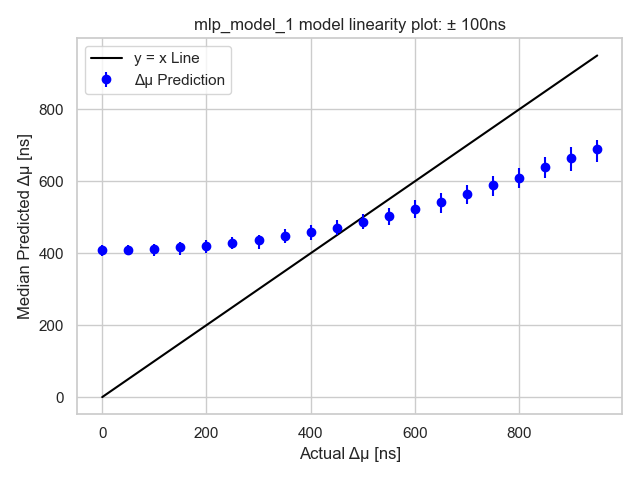 mlp_model_1 model linearity plot: ± 100ns
y = x Line
Δμ Prediction
Median Predicted Δμ [ns]
800
600
400
200
0
0 200 400 600 800
Actual Δμ [ns]